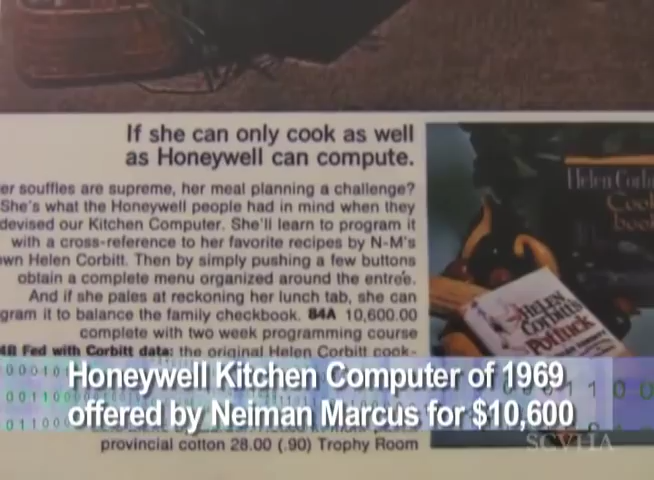 If she can only cook as well
as Honeywell can compute.
er souffles are supreme, her meal planning a challenge?
She's what the Honeywell people had in mind when they
devised our Kitchen Computer. She'll learn to program it
with a cross-reference to her favorite recipes by N-M's
wn Helen Corbitt. Then by simply pushing a few buttons
obtain a complete menu organized around the entrée.
And if she pales at reckoning her lunch tab, she can
gram it to balance the family checkbook. 84A 10,600.00
complete with two week programming course
4B Fed with Corbitt data: the original Helen Corbitt cook-
Honeywell Kitchen Computer of 1969
offered by Neiman Marcus for $10,600
provincial cotton 28.00 (.90) Trophy Room
Helen Corbi
Cook
book
HELEN
CORBITT'S
POTLUCK
SCVHA